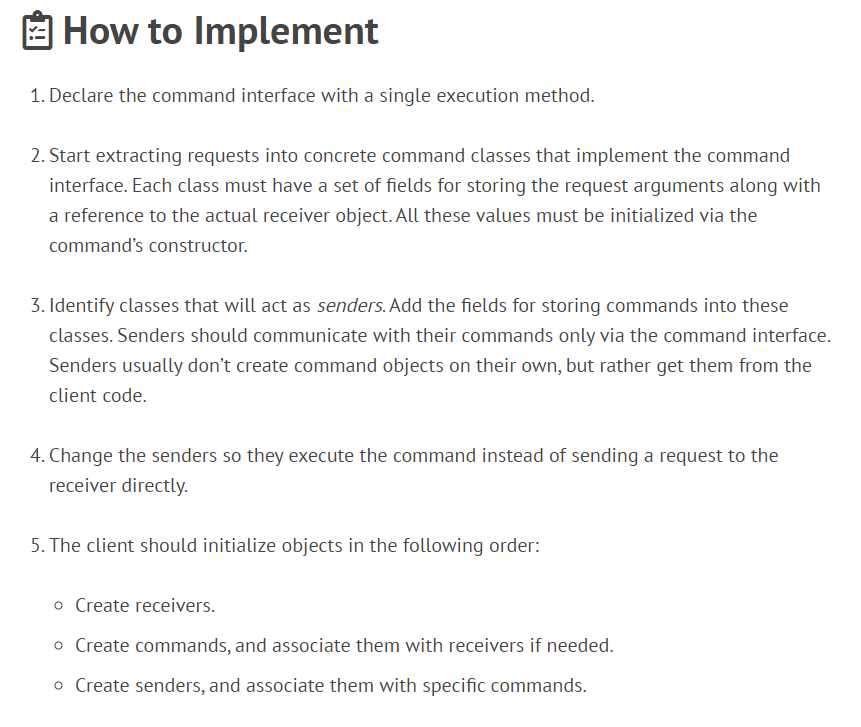 How to Implement
1. Declare the command interface with a single execution method.
2. Start extracting requests into concrete command classes that implement the command
interface. Each class must have a set of fields for storing the request arguments along with
a reference to the actual receiver object. All these values must be initialized via the
command’s constructor.
3. Identify classes that will act as senders. Add the fields for storing commands into these
classes. Senders should communicate with their commands only via the command interface.
Senders usually don’t create command objects on their own, but rather get them from the
client code.
4. Change the senders so they execute the command instead of sending a request to the
receiver directly.
5. The client should initialize objects in the following order:
Create receivers.
Create commands, and associate them with receivers if needed.
Create senders, and associate them with specific commands.